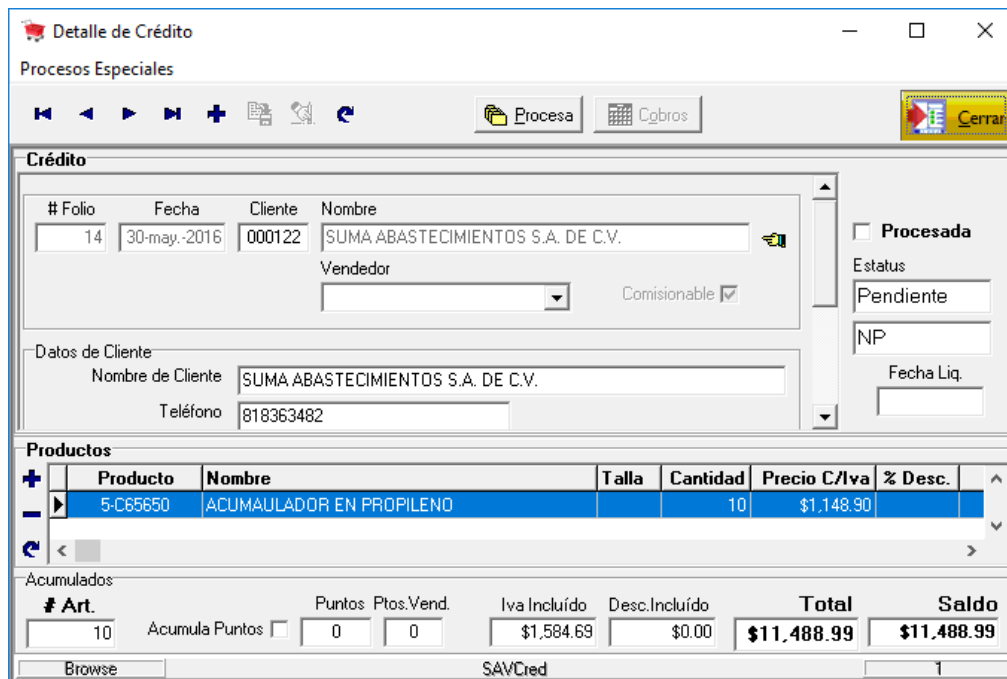 Detalle de Crédito
Procesos Especiales
Procesa Cobros Cerrar
Crédito
# Folio Fecha Cliente Nombre
14 30-may.-2016 000122 SUMA ABASTECIMIENTOS S.A. DE C.V.
Procesada
Vendedor
Estatus
Comisionable
Pendiente
NP
Datos de Cliente
Nombre de Cliente SUMA ABASTECIMIENTOS S.A. DE C.V.
Fecha Liq.
Teléfono 818363482
Productos
Producto Nombre Talla Cantidad Precio C/Iva % Desc.
5-C65650 ACUMAULADOR EN PROPILENO 10 $1,148.90
Acumulados
# Art. Puntos Ptos.Vend. Iva Incluído Desc.Incluído Total Saldo
10 Acumula Puntos 0 0 $1,584.69 $0.00 $11,488.99 $11,488.99
Browse SAVCred 1